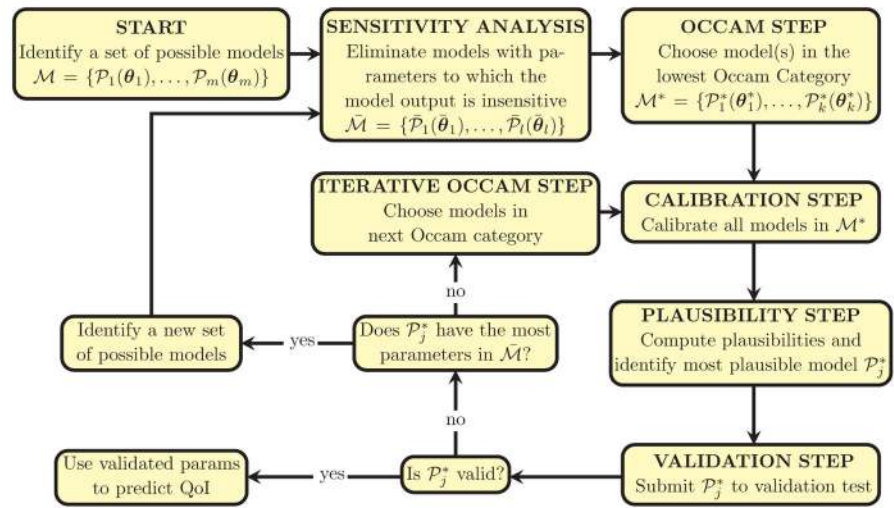 START
Identify a set of possible models
ℳ = {𝒫₁(𝜽₁), . . . , 𝒫ₘ(𝜽ₘ)}
SENSITIVITY ANALYSIS
Eliminate models with pa-
rameters to which the
model output is insensitive
ℳ̄ = {𝒫̄₁(𝜽̄₁), . . . , 𝒫̄ₗ(𝜽̄ₗ)}
OCCAM STEP
Choose model(s) in the
lowest Occam Category
ℳ* = {𝒫₁*(𝜽₁*), . . . , 𝒫ₖ*(𝜽ₖ*)}
ITERATIVE OCCAM STEP
Choose models in
next Occam category
CALIBRATION STEP
Calibrate all models in ℳ*
no
Identify a new set
of possible models
yes
Does 𝒫ⱼ* have the most
parameters in ℳ̄?
PLAUSIBILITY STEP
Compute plausibilities and
identify most plausible model 𝒫ⱼ*
no
Use validated params
to predict QoI
yes
Is 𝒫ⱼ* valid?
VALIDATION STEP
Submit 𝒫ⱼ* to validation test